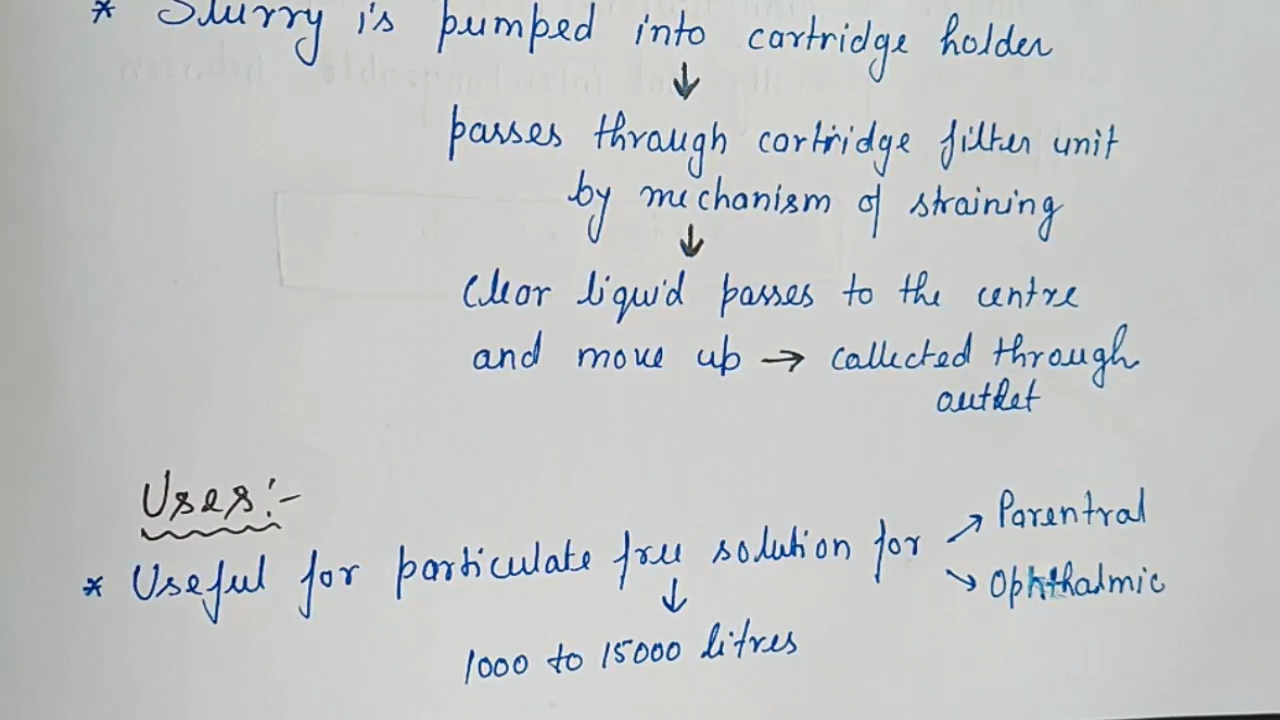 * Slurry is pumped into cartridge holder
↓
passes through cartridge filter unit
by mechanism of straining
↓
Clear liquid passes to the centre
and move up → collected through
outlet
Uses:-
* Useful for particulate free solution for → Parentral
→ Ophthalmic
↓
1000 to 15000 litres